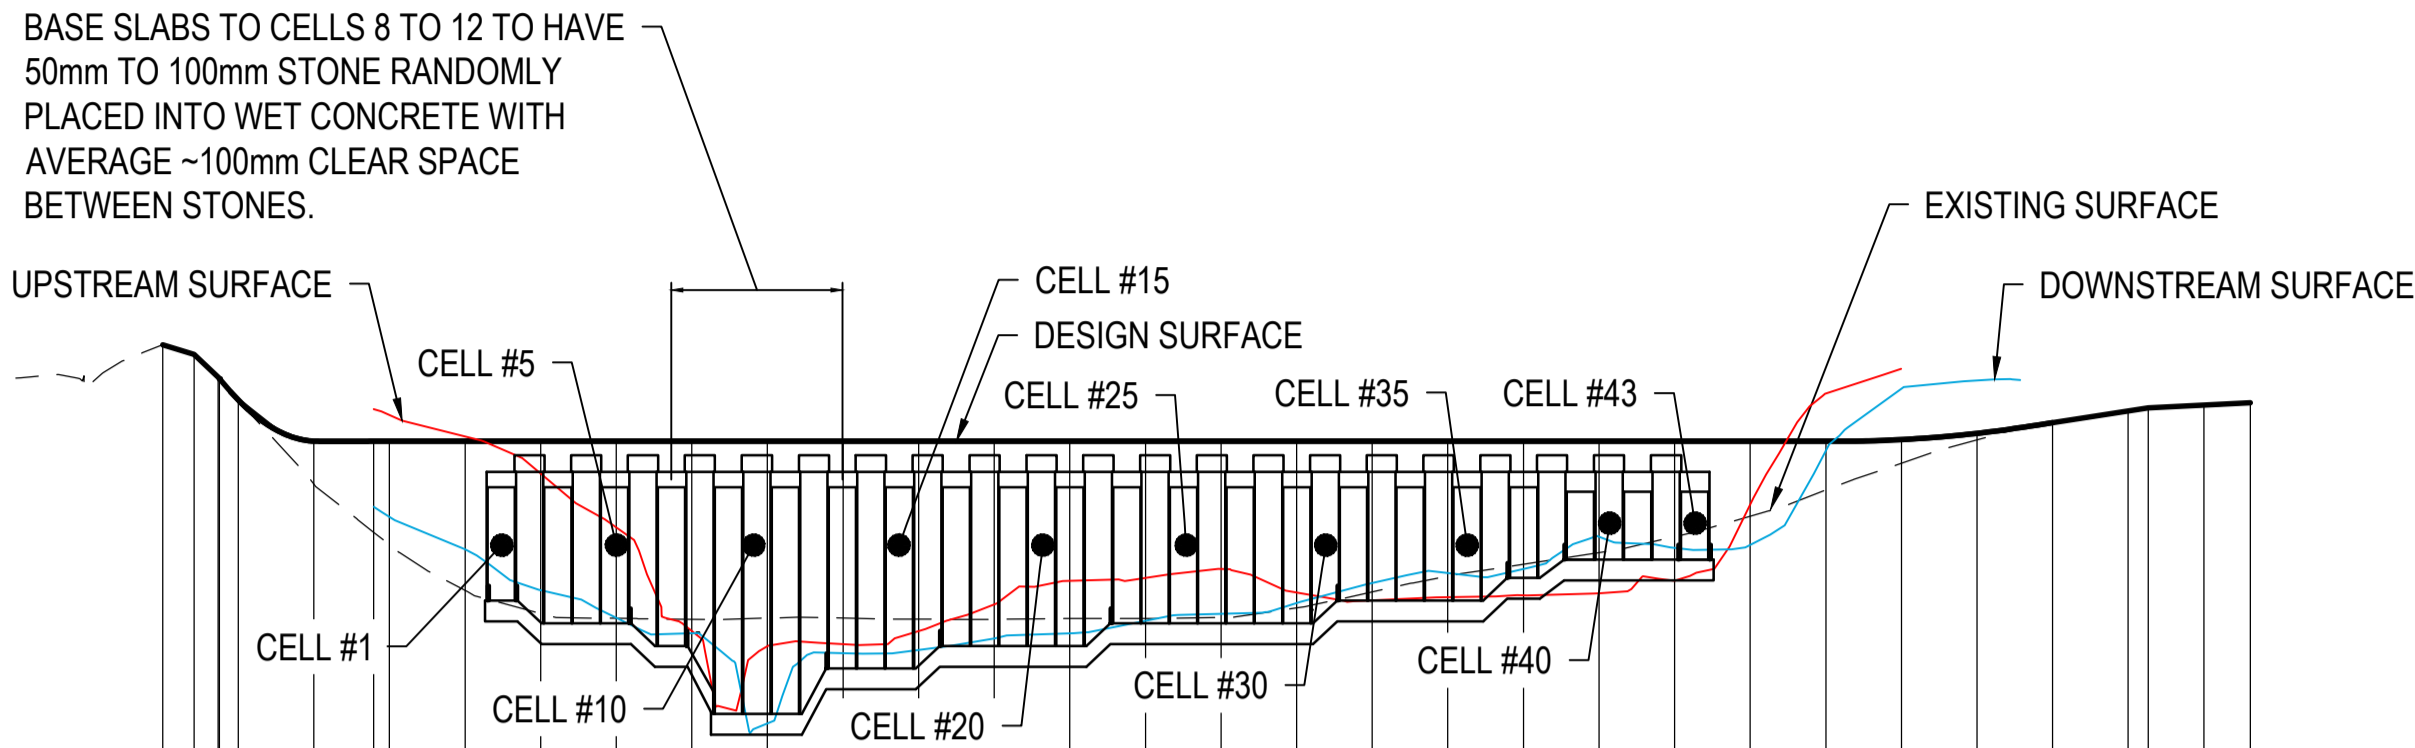 BASE SLABS TO CELLS 8 TO 12 TO HAVE
50mm TO 100mm STONE RANDOMLY
PLACED INTO WET CONCRETE WITH
AVERAGE ~100mm CLEAR SPACE
BETWEEN STONES.
EXISTING SURFACE
UPSTREAM SURFACE
CELL #15
DOWNSTREAM SURFACE
DESIGN SURFACE
CELL #5
CELL #25
CELL #35
CELL #43
CELL #1
CELL #10
CELL #20
CELL #30
CELL #40